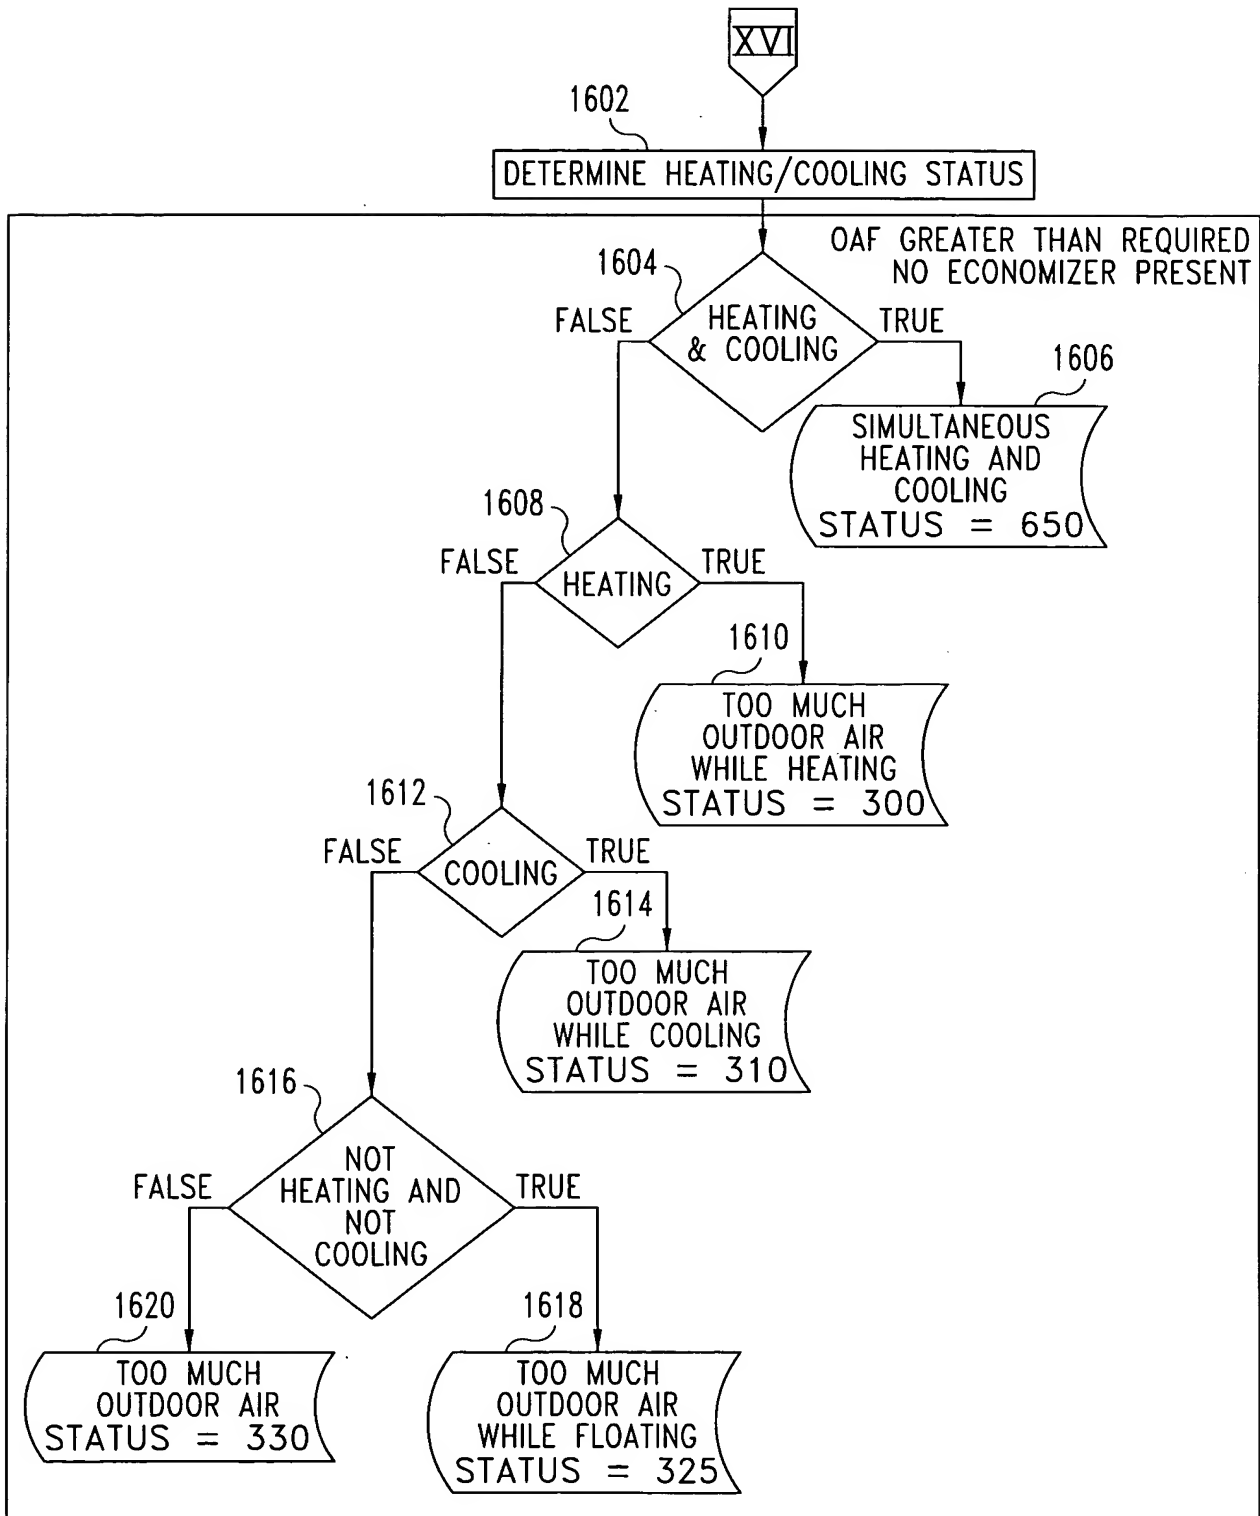 XVI
1602
DETERMINE HEATING/COOLING STATUS
OAF GREATER THAN REQUIRED
NO ECONOMIZER PRESENT
1604
FALSE
HEATING
& COOLING
TRUE
1606
SIMULTANEOUS
HEATING AND
COOLING
STATUS = 650
1608
FALSE
HEATING
TRUE
1610
TOO MUCH
OUTDOOR AIR
WHILE HEATING
STATUS = 300
1612
FALSE
COOLING
TRUE
1614
TOO MUCH
OUTDOOR AIR
WHILE COOLING
STATUS = 310
1616
FALSE
NOT
HEATING AND
NOT
COOLING
TRUE
1620
TOO MUCH
OUTDOOR AIR
STATUS = 330
1618
TOO MUCH
OUTDOOR AIR
WHILE FLOATING
STATUS = 325